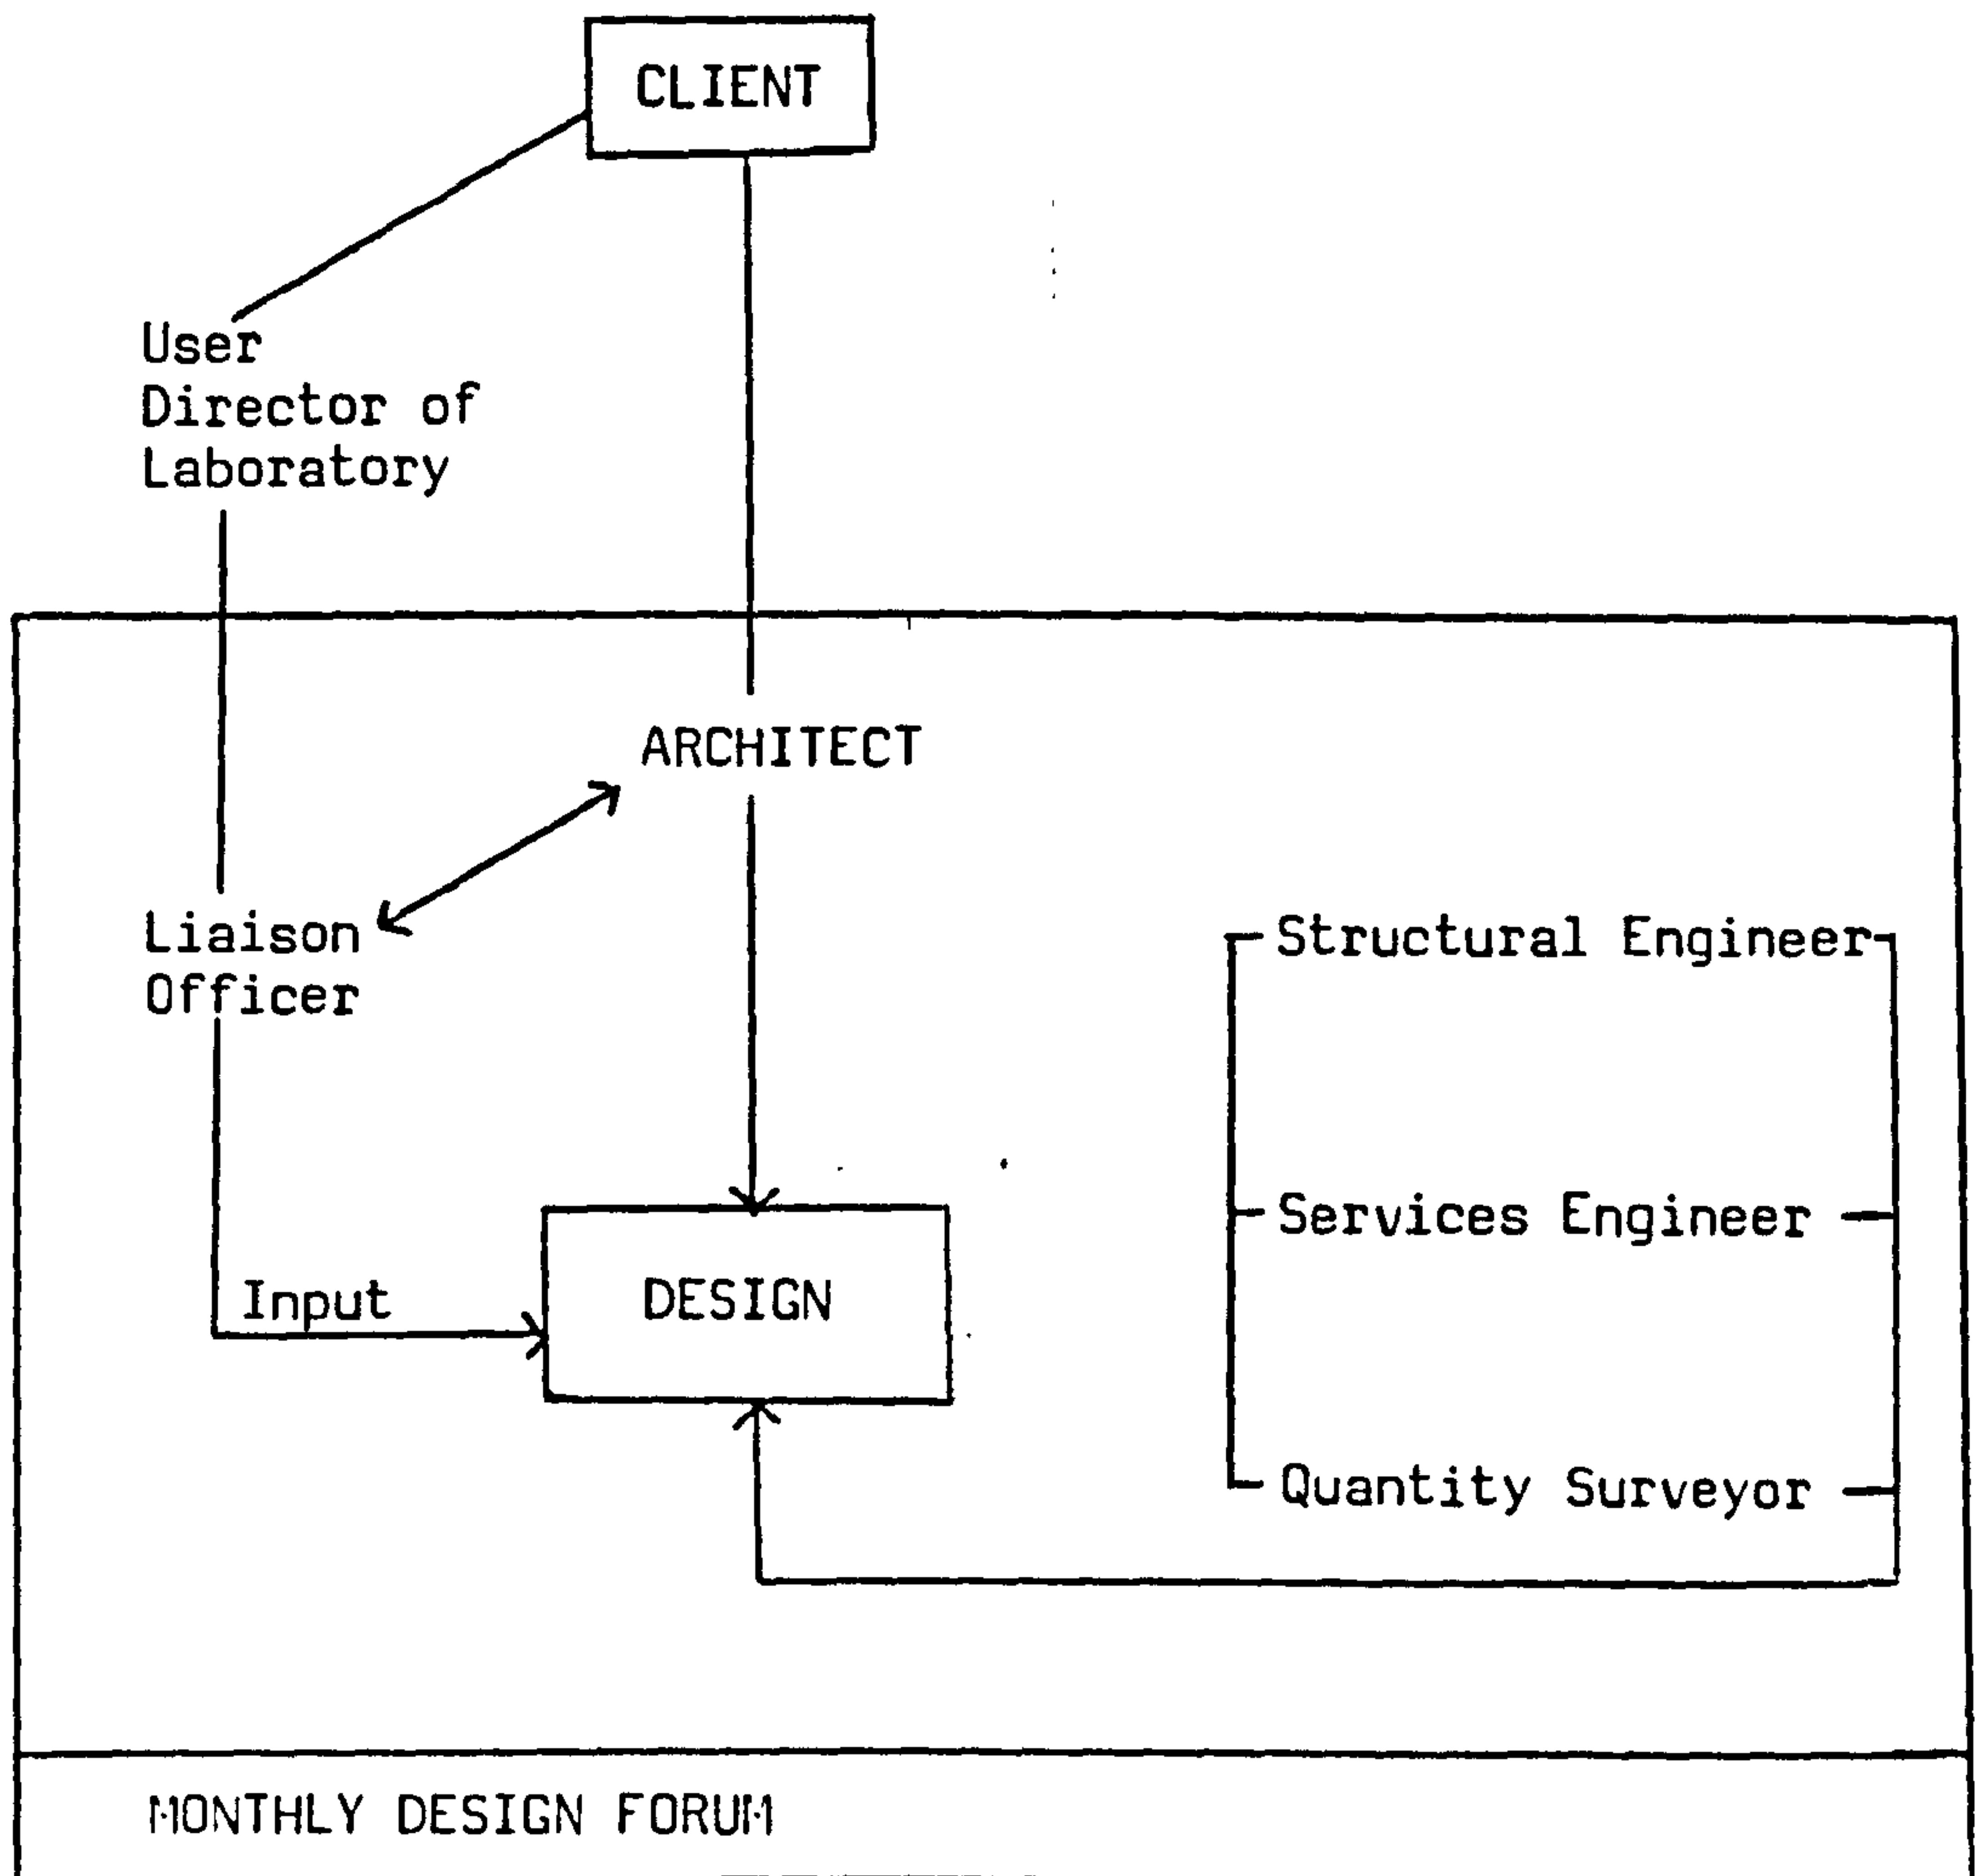 CLIENT
User
Director of
Laboratory
ARCHITECT
Liaison
Officer
Structural Engineer
Services Engineer
Input
DESIGN
Quantity Surveyor
MONTHLY DESIGN FORUM